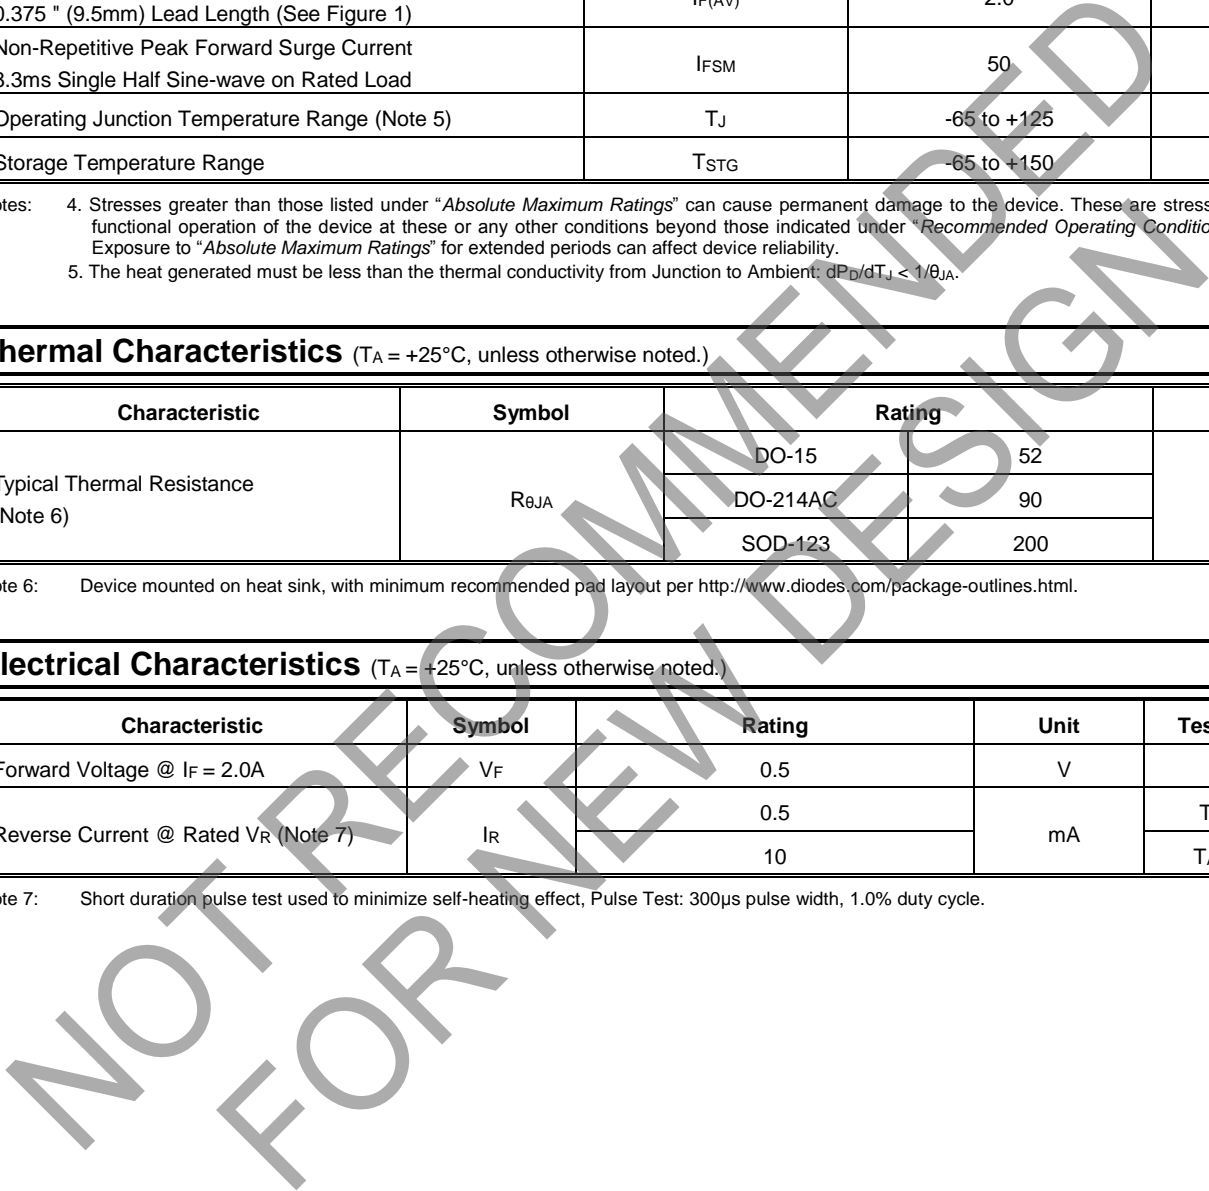 0.375 " (9.5mm) Lead Length (See Figure 1) IF(AV) 2.0
Non-Repetitive Peak Forward Surge Current
8.3ms Single Half Sine-wave on Rated Load IFSM 50
Operating Junction Temperature Range (Note 5) TJ -65 to +125
Storage Temperature Range TSTG -65 to +150
otes: 4. Stresses greater than those listed under “Absolute Maximum Ratings” can cause permanent damage to the device. These are stress
functional operation of the device at these or any other conditions beyond those indicated under “Recommended Operating Conditio
Exposure to “Absolute Maximum Ratings” for extended periods can affect device reliability.
5. The heat generated must be less than the thermal conductivity from Junction to Ambient: dPD/dTJ < 1/θJA.
hermal Characteristics (TA = +25°C, unless otherwise noted.)
Characteristic Symbol Rating
Typical Thermal Resistance
(Note 6)
RθJA
DO-15 52
DO-214AC 90
SOD-123 200
ote 6: Device mounted on heat sink, with minimum recommended pad layout per http://www.diodes.com/package-outlines.html.
lectrical Characteristics (TA = +25°C, unless otherwise noted.)
Characteristic Symbol Rating Unit Tes
Forward Voltage @ IF = 2.0A VF 0.5 V
Reverse Current @ Rated VR (Note 7) IR
0.5 mA T
10 TA
ote 7: Short duration pulse test used to minimize self-heating effect, Pulse Test: 300µs pulse width, 1.0% duty cycle.
NOT RECOMMENDED
FOR NEW DESIGN